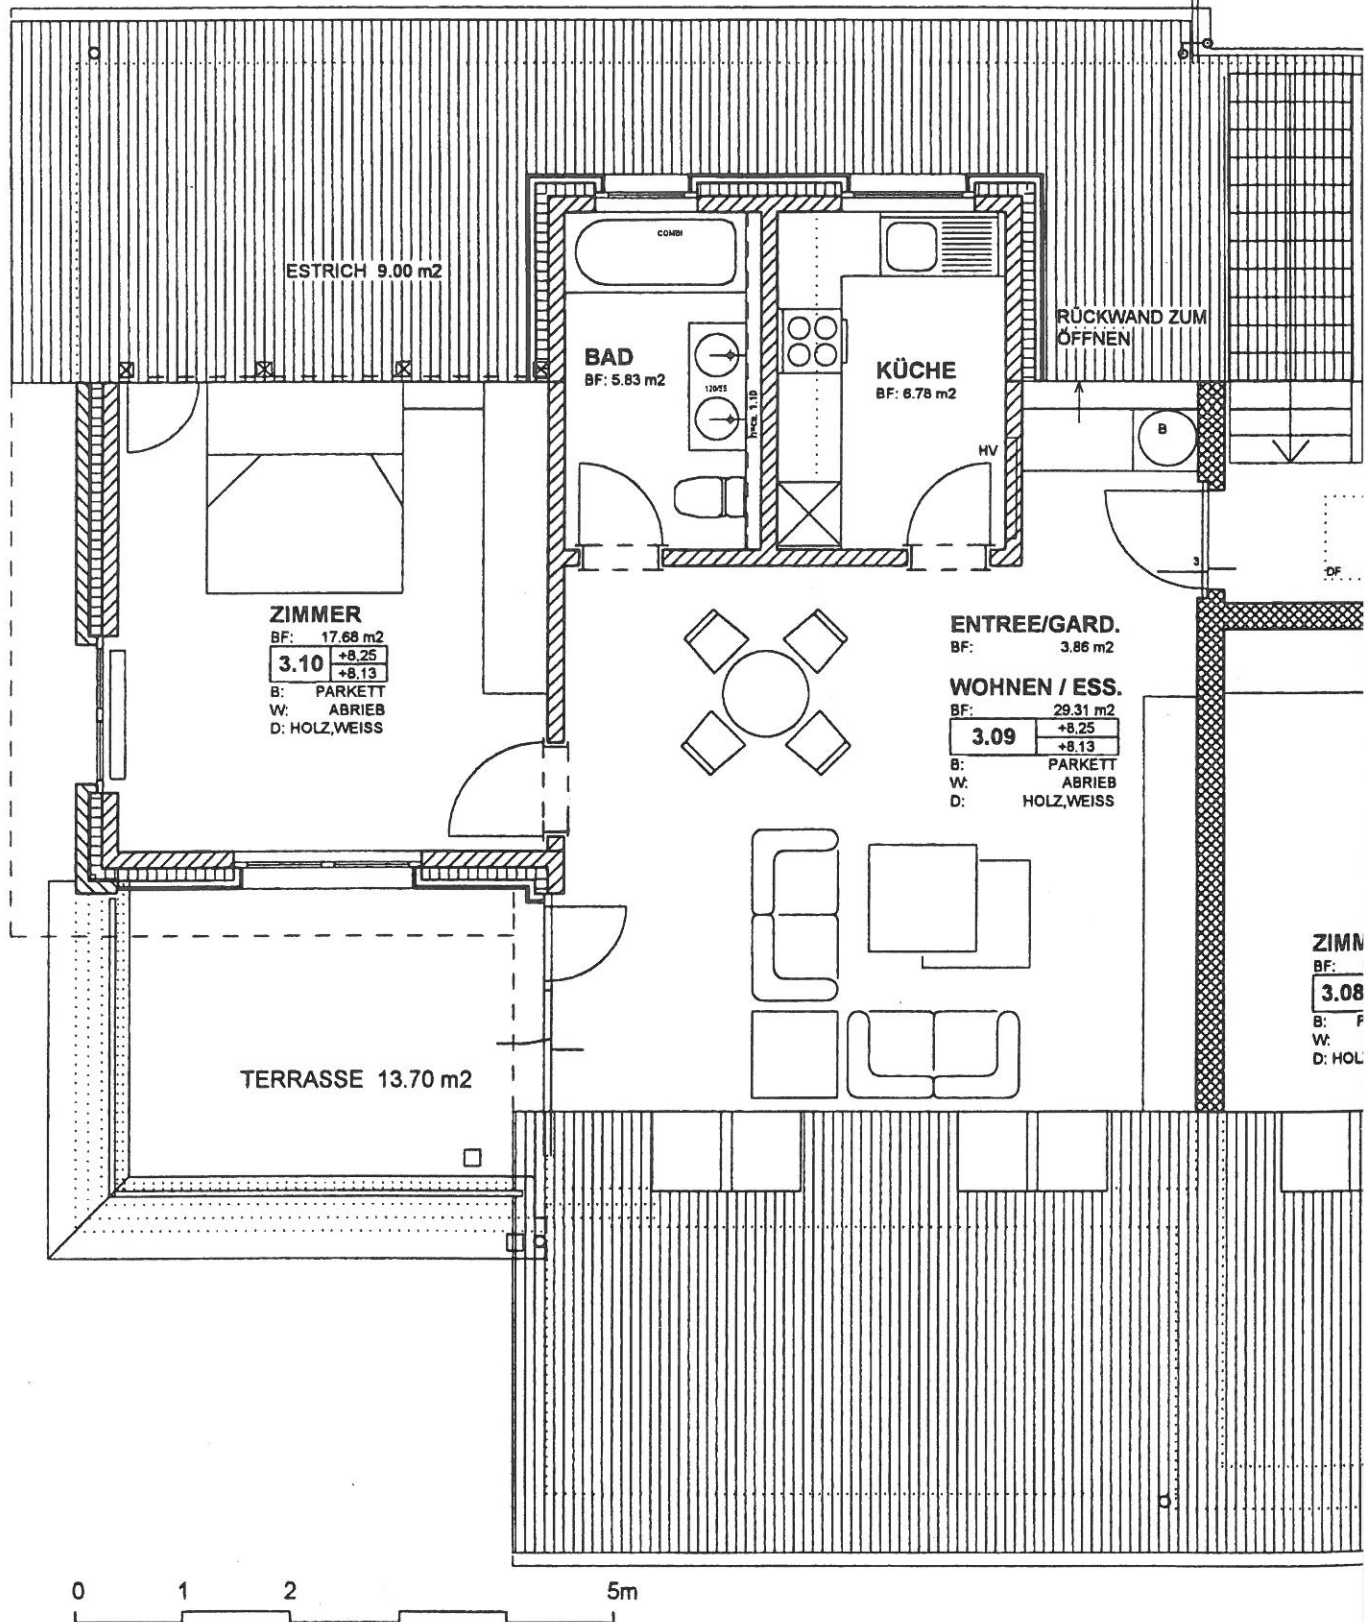 COMBI
ESTRICH 9.00 m2
RÜCKWAND ZUM
ÖFFNEN
BAD
BF: 5.83 m2
KÜCHE
BF: 6.78 m2
HV
B
3
DF
ZIMMER
BF: 17.68 m2
3.10 +8,25
+8,13
B: PARKETT
W: ABRIEB
D: HOLZ,WEISS
ENTREE/GARD.
BF: 3.86 m2
WOHNEN / ESS.
BF: 29.31 m2
3.09 +8,25
+8,13
B: PARKETT
W: ABRIEB
D: HOLZ,WEISS
ZIMM
BF:
3.08
B: P
W:
D: HOL
TERRASSE 13.70 m2
0 1 2 5m